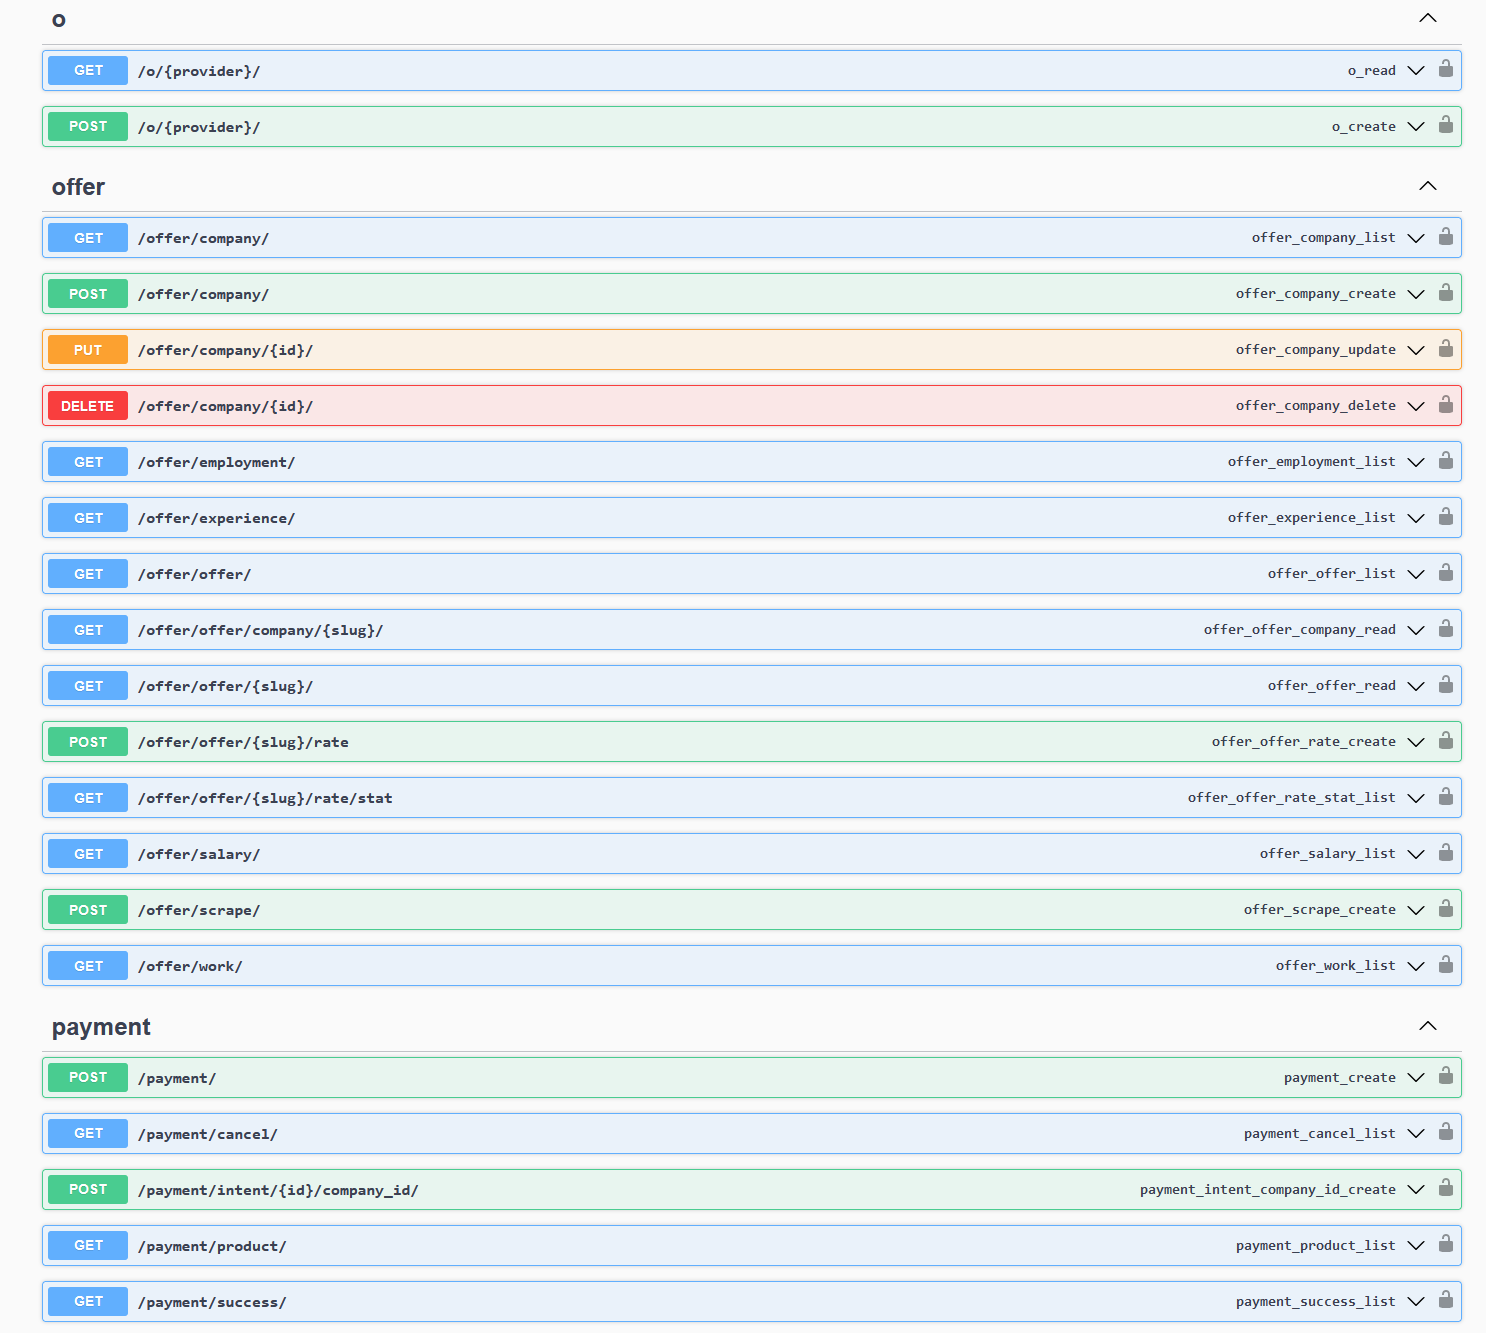 o
GET /o/{provider}/ o_read
POST /o/{provider}/ o_create
offer
GET /offer/company/ offer_company_list
POST /offer/company/ offer_company_create
PUT /offer/company/{id}/ offer_company_update
DELETE /offer/company/{id}/ offer_company_delete
GET /offer/employment/ offer_employment_list
GET /offer/experience/ offer_experience_list
GET /offer/offer/ offer_offer_list
GET /offer/offer/company/{slug}/ offer_offer_company_read
GET /offer/offer/{slug}/ offer_offer_read
POST /offer/offer/{slug}/rate offer_offer_rate_create
GET /offer/offer/{slug}/rate/stat offer_offer_rate_stat_list
GET /offer/salary/ offer_salary_list
POST /offer/scrape/ offer_scrape_create
GET /offer/work/ offer_work_list
payment
POST /payment/ payment_create
GET /payment/cancel/ payment_cancel_list
POST /payment/intent/{id}/company_id/ payment_intent_company_id_create
GET /payment/product/ payment_product_list
GET /payment/success/ payment_success_list